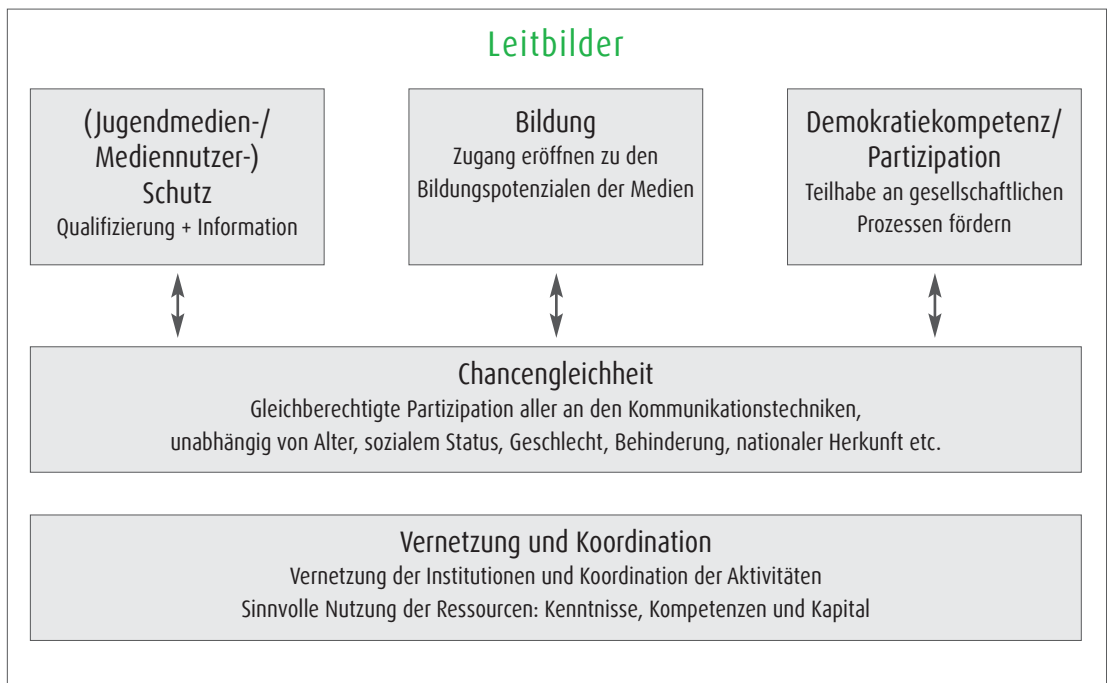 Leitbilder
(Jugendmedien-/
Mediennutzer-)
Schutz
Qualifizierung + Information
Bildung
Zugang eröffnen zu den
Bildungspotenzialen der Medien
Demokratiekompetenz/
Partizipation
Teilhabe an gesellschaftlichen
Prozessen fördern
Chancengleichheit
Gleichberechtigte Partizipation aller an den Kommunikationstechniken,
unabhängig von Alter, sozialem Status, Geschlecht, Behinderung, nationaler Herkunft etc.
Vernetzung und Koordination
Vernetzung der Institutionen und Koordination der Aktivitäten
Sinnvolle Nutzung der Ressourcen: Kenntnisse, Kompetenzen und Kapital